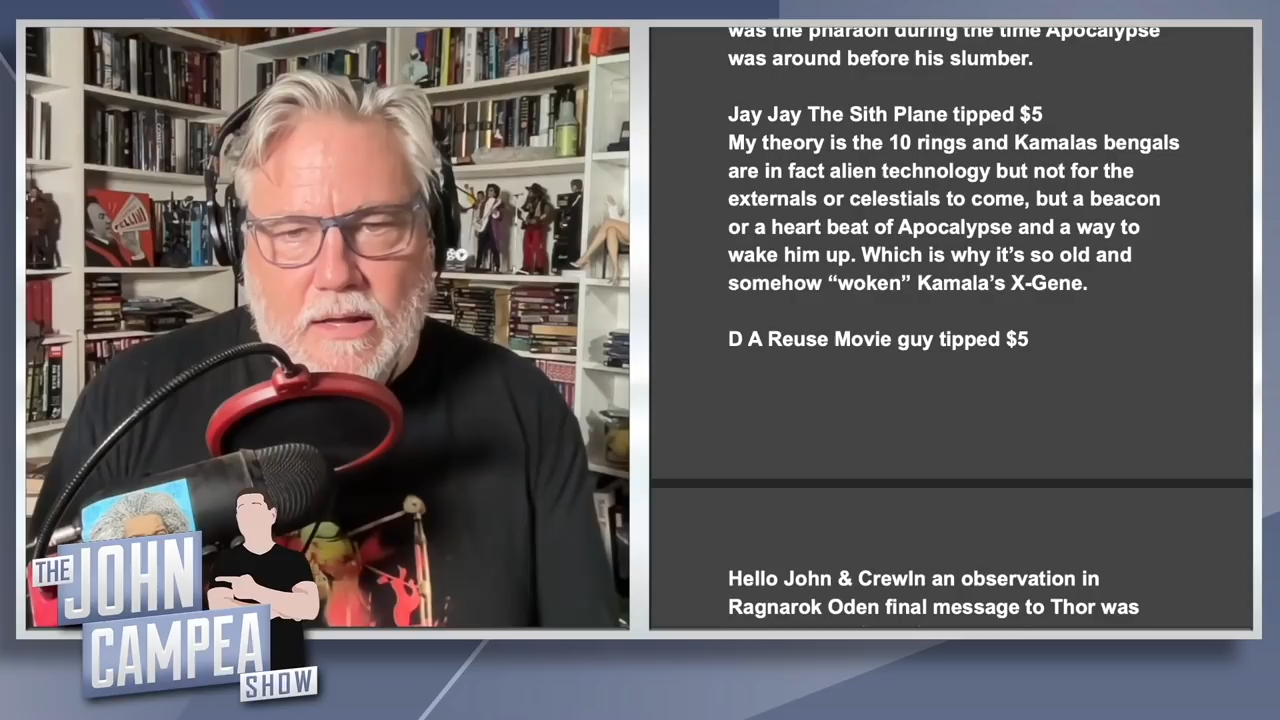 was the pharaoh during the time Apocalypse
was around before his slumber.
Jay Jay The Sith Plane tipped $5
My theory is the 10 rings and Kamalas bengals
are in fact alien technology but not for the
externals or celestials to come, but a beacon
or a heart beat of Apocalypse and a way to
wake him up. Which is why it’s so old and
somehow “woken” Kamala’s X-Gene.
D A Reuse Movie guy tipped $5
Hello John & CrewIn an observation in
Ragnarok Oden final message to Thor was
FELLINI
THE
JOHN
CAMPEA
SHOW